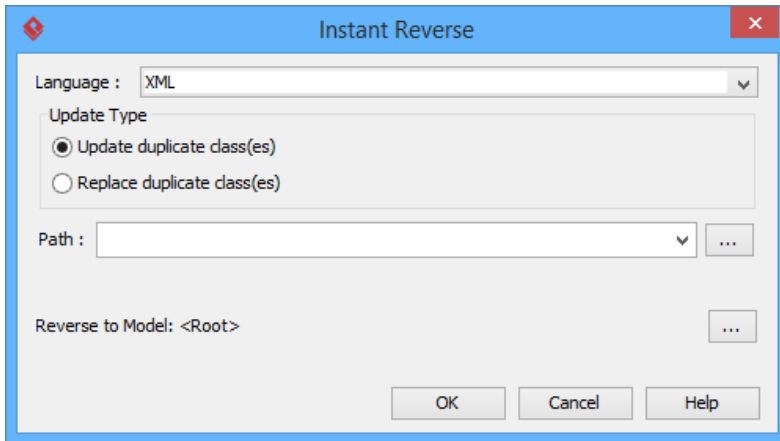 Instant Reverse
Language : XML
Update Type
Update duplicate class(es)
Replace duplicate class(es)
Path : ...
Reverse to Model: <Root> ...
OK Cancel Help